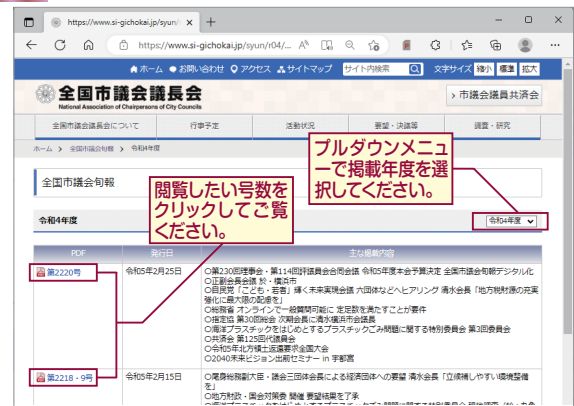 https://www.si-gichokai.jp/syun/r
https://www.si-gichokai.jp/syun/r04/...
ホーム お問い合わせ アクセス サイトマップ サイト内検索 文字サイズ 縮小 標準 拡大
全国市議会議長会
National Association of Chairpersons of City Councils
市議会議員共済会
全国市議会議長会について 行事予定 活動状況 要望・決議等 調査・研究
ホーム > 全国市議会旬報 > 令和4年度
プルダウンメニュ
ーで掲載年度を選
択してください。
全国市議会旬報
閲覧したい号数を
クリックしてご覧
ください。
令和4年度
令和4年度
PDF 発行日 主な掲載内容
第2220号 令和5年2月25日 ○第230回理事会・第114回評議員会合同会議 令和5年度本会予算決定 全国市議会旬報デジタル化
○正副会長会議 於・横浜市
○自民党「こども・若者」輝く未来実現会議 六団体などへヒアリング 清水会長「地方税財源の充実
強化に最大限の配慮を」
○総務省 オンラインで一般質問可能に 定足数を満たすことが要件
○指定協 第30回総会 次期会長に清水横浜市会議長
○海洋プラスチックをはじめとするプラスチックごみ問題に関する特別委員会 第3回委員会
○共済会 第125回代議員会
○令和5年北方領土返還要求全国大会
○2040未来ビジョン出前セミナー in 宇都宮
第2218・9号 令和5年2月15日 ○尾身総務副大臣・議会三団体会長による経済団体への要望 清水会長「立候補しやすい環境整備
を」
○地方財政・国会対策委 開催 要望結果を了承